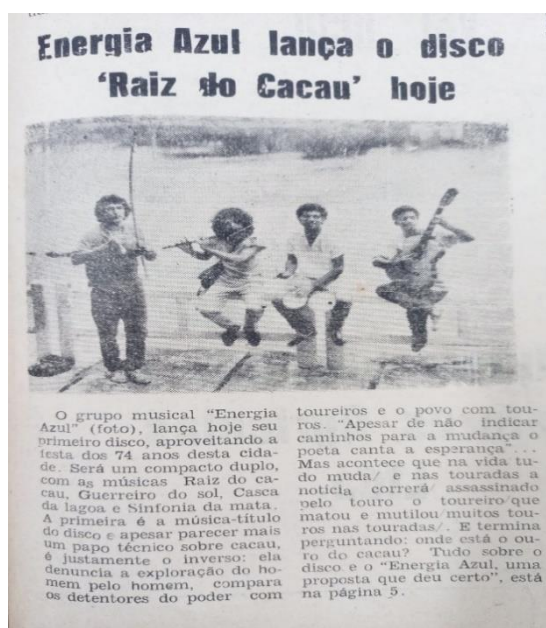 Energia Azul lança o disco
'Raiz do Cacau' hoje
O grupo musical "Energia
Azul" (foto), lança hoje seu
primeiro disco, aproveitando a
festa dos 74 anos desta cida-
de. Será um compacto duplo,
com as músicas Raiz do ca-
cau, Guerreiro do sol, Casca
da lagoa e Sinfonia da mata.
A primeira é a música-título
do disco e apesar parecer mais
um papo técnico sobre cacau,
é justamente o inverso: ela
denuncia a exploração do ho-
mem pelo homem, compara
os detentores do poder com
toureiros e o povo com tou-
ros. "Apesar de não indicar
caminhos para a mudança o
poeta canta a esperança"...
Mas acontece que na vida tu-
do muda/ e nas touradas a
notícia correrá/ assassinado
pelo touro o toureiro/que
matou e mutilou/muitos tou-
ros nas touradas/. E termina
perguntando: onde está o ou-
ro do cacau? Tudo sobre o
disco e o "Energia Azul, uma
proposta que deu certo", está
na página 5.